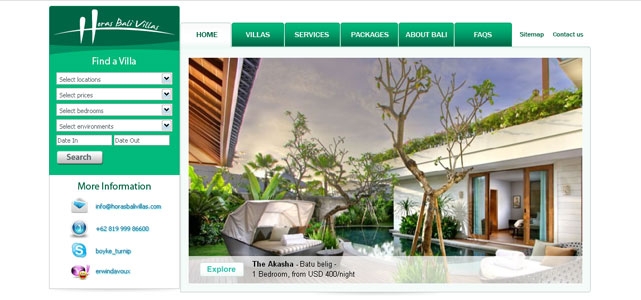 Horas Bali Villas
HOME
VILLAS
SERVICES
PACKAGES
ABOUT BALI
FAQS
Sitemap
Contact us
Find a Villa
Select locations
Select prices
Select bedrooms
Select environments
Date In
Date Out
Search
More Information
info@horasbalivillas.com
+62 819 999 86600
boyke_turnip
erwindavoux
Explore
The Akasha - Batu belig -
1 Bedroom, from USD 400/night